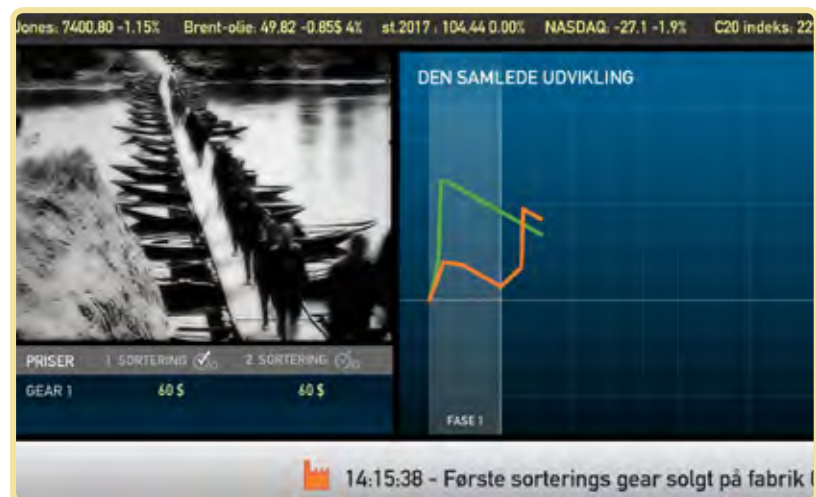 Jones: 7400,80 -1.15% Brent-olie: 49,82 -0.85$ 4% st.2017 : 104.44 0.00% NASDAQ: -27.1 -1.9% C20 indeks: 22
DEN SAMLEDE UDVIKLING
PRISER 1 SORTERING 2 SORTERING
GEAR 1 60 $ 60 $
FASE 1
14:15:38 - Første sorterings gear solgt på fabrik